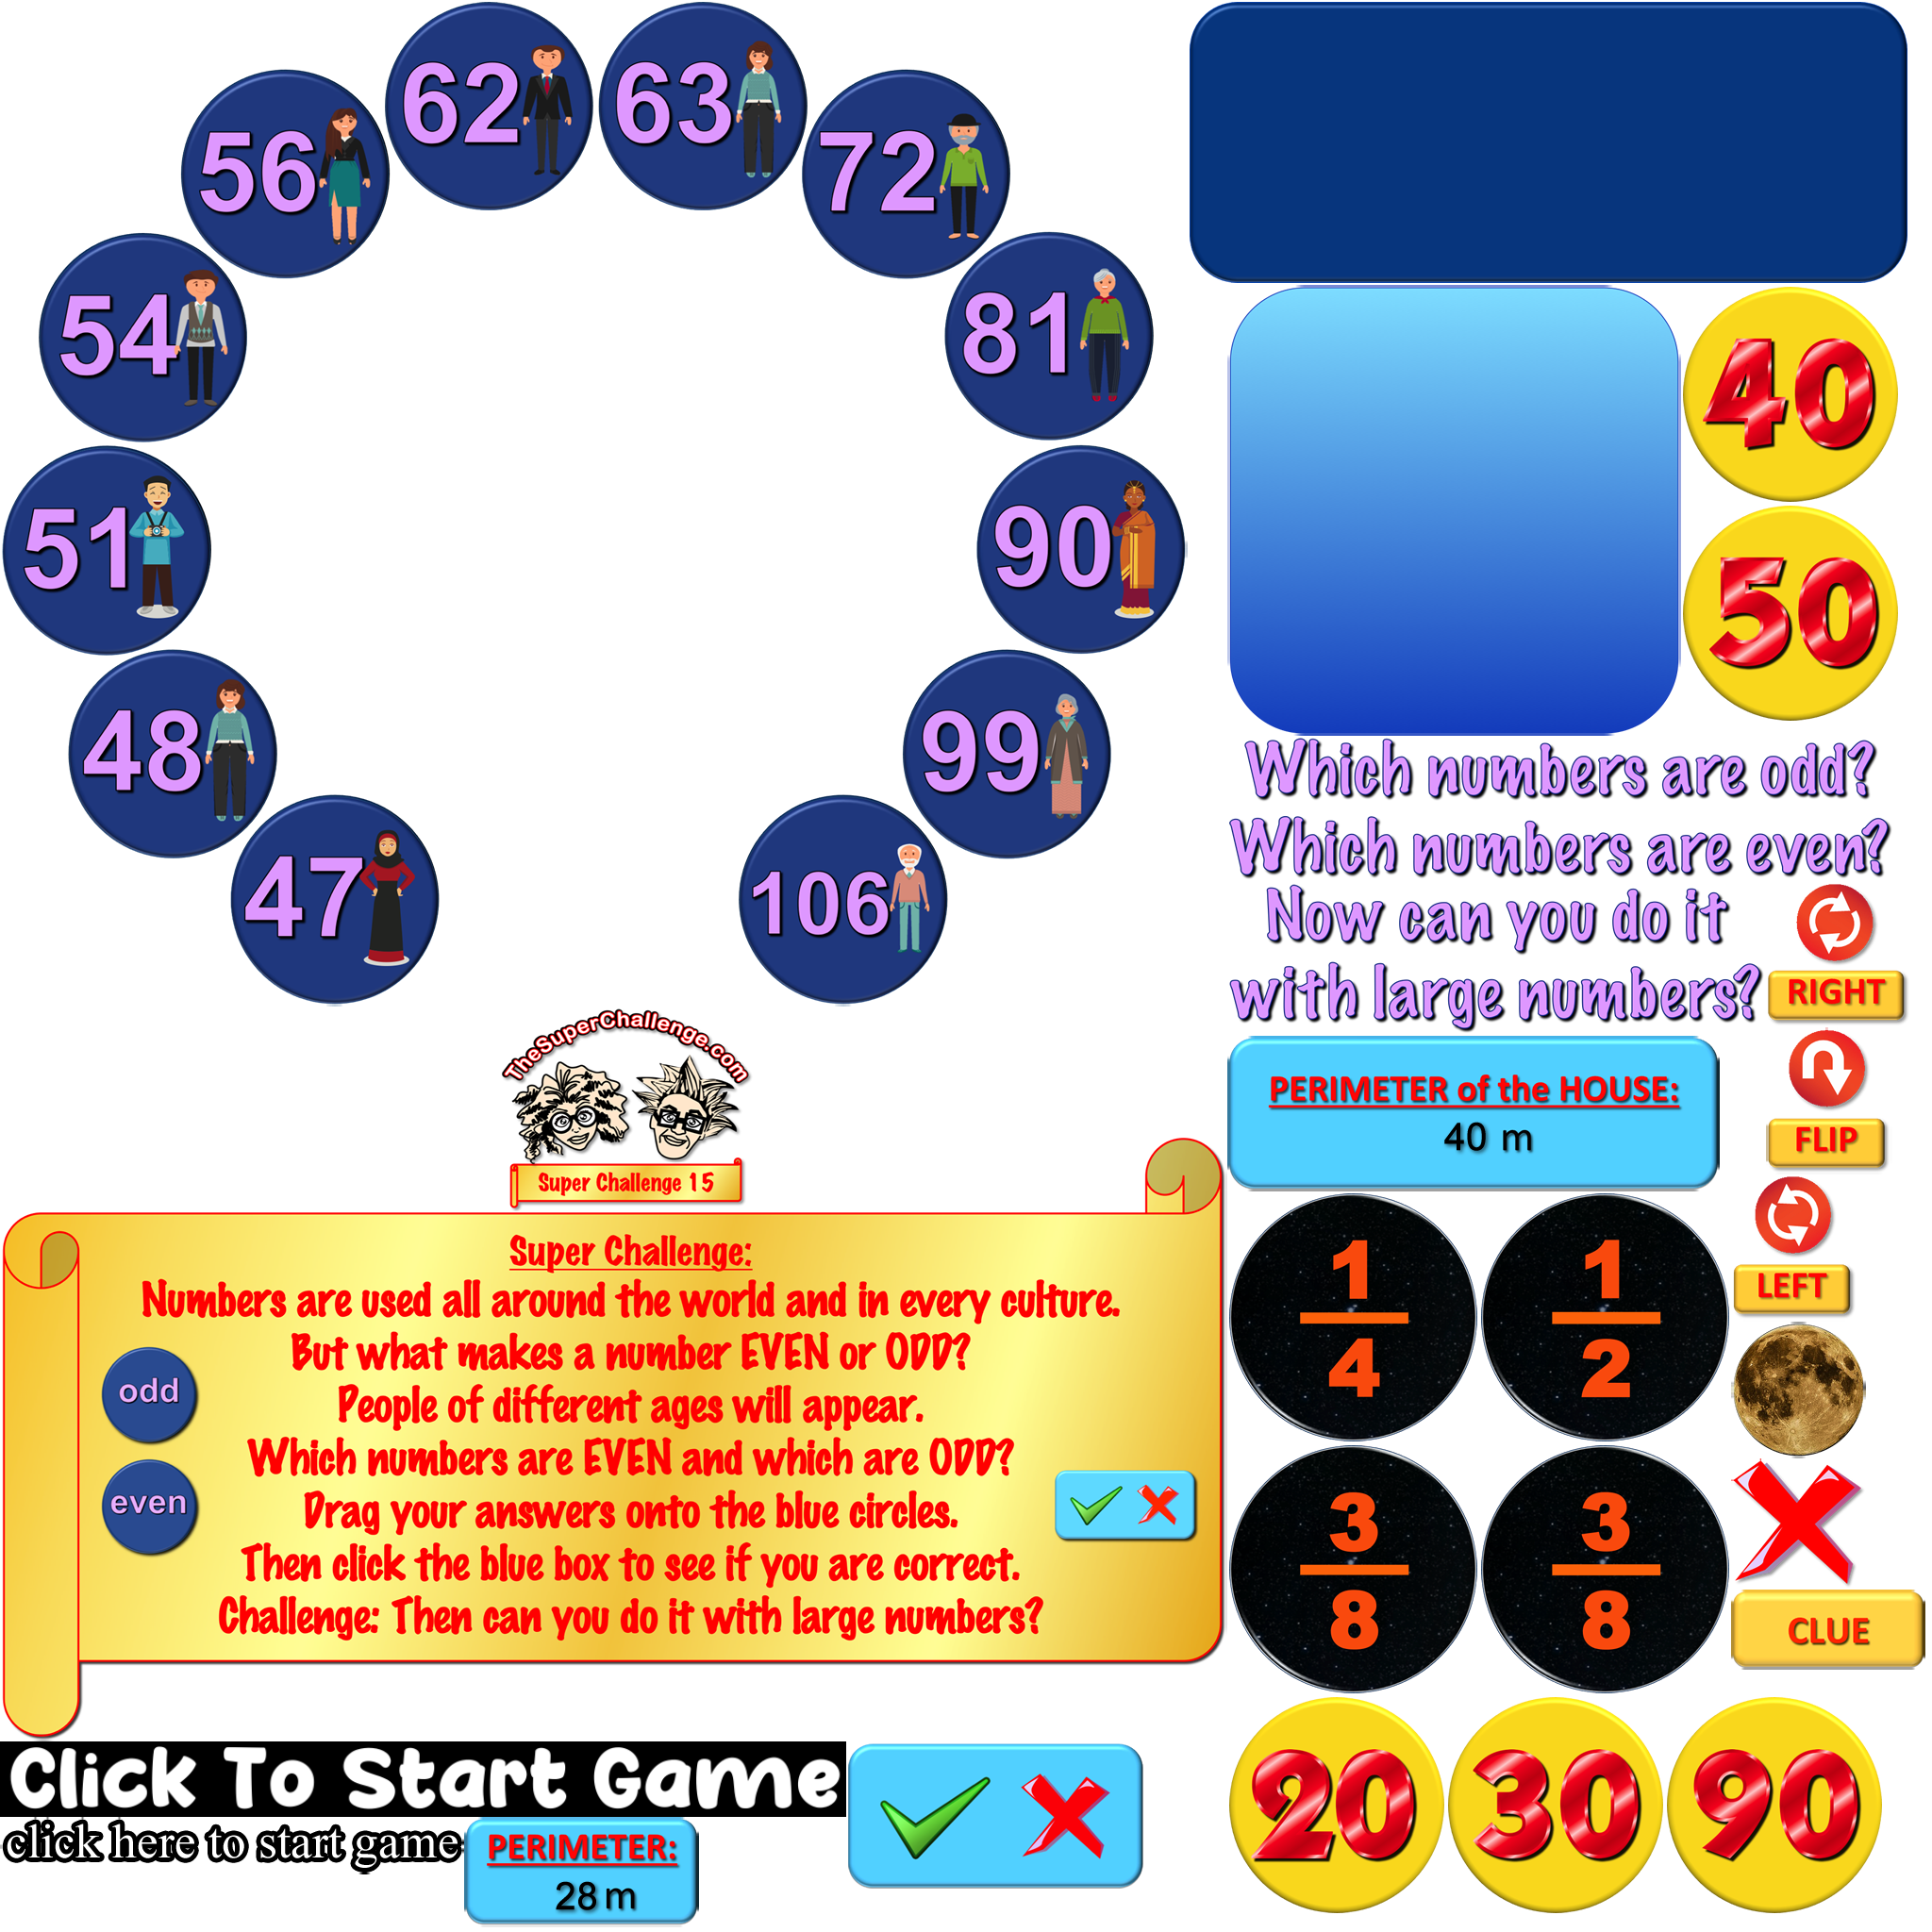 62
63
56
72
54
81
51
90
48
99
47
106
40
50
Which numbers are odd?
Which numbers are even?
Now can you do it
with large numbers?
RIGHT
FLIP
LEFT
PERIMETER of the HOUSE:
40 m
TheSuperChallenge.com
Super Challenge 15
Super Challenge:
Numbers are used all around the world and in every culture.
But what makes a number EVEN or ODD?
People of different ages will appear.
Which numbers are EVEN and which are ODD?
Drag your answers onto the blue circles.
Then click the blue box to see if you are correct.
Challenge: Then can you do it with large numbers?
odd
even
1
4
1
2
3
8
3
8
CLUE
Click To Start Game
click here to start game
PERIMETER:
28 m
20
30
90